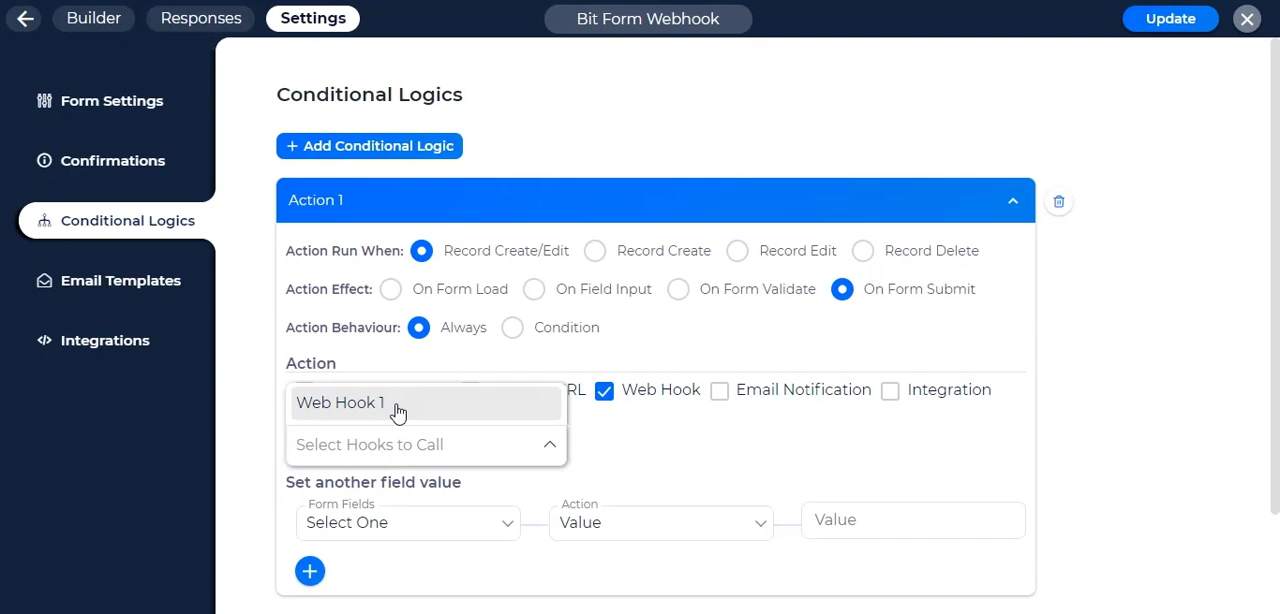 Builder Responses Settings Bit Form Webhook Update
Form Settings
Confirmations
Conditional Logics
Email Templates
Integrations
Conditional Logics
+ Add Conditional Logic
Action 1
Action Run When: Record Create/Edit Record Create Record Edit Record Delete
Action Effect: On Form Load On Field Input On Form Validate On Form Submit
Action Behaviour: Always Condition
Action
RL Web Hook Email Notification Integration
Web Hook 1
Select Hooks to Call
Set another field value
Form Fields Action
Select One Value Value